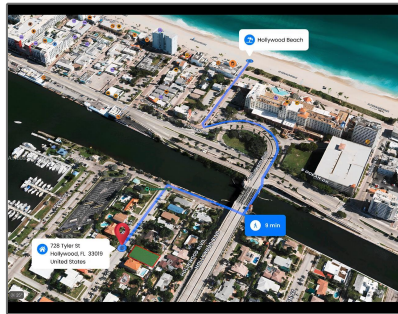 Hollywood Beach
9 min
728 Tyler St
Hollywood, FL 33019
United States